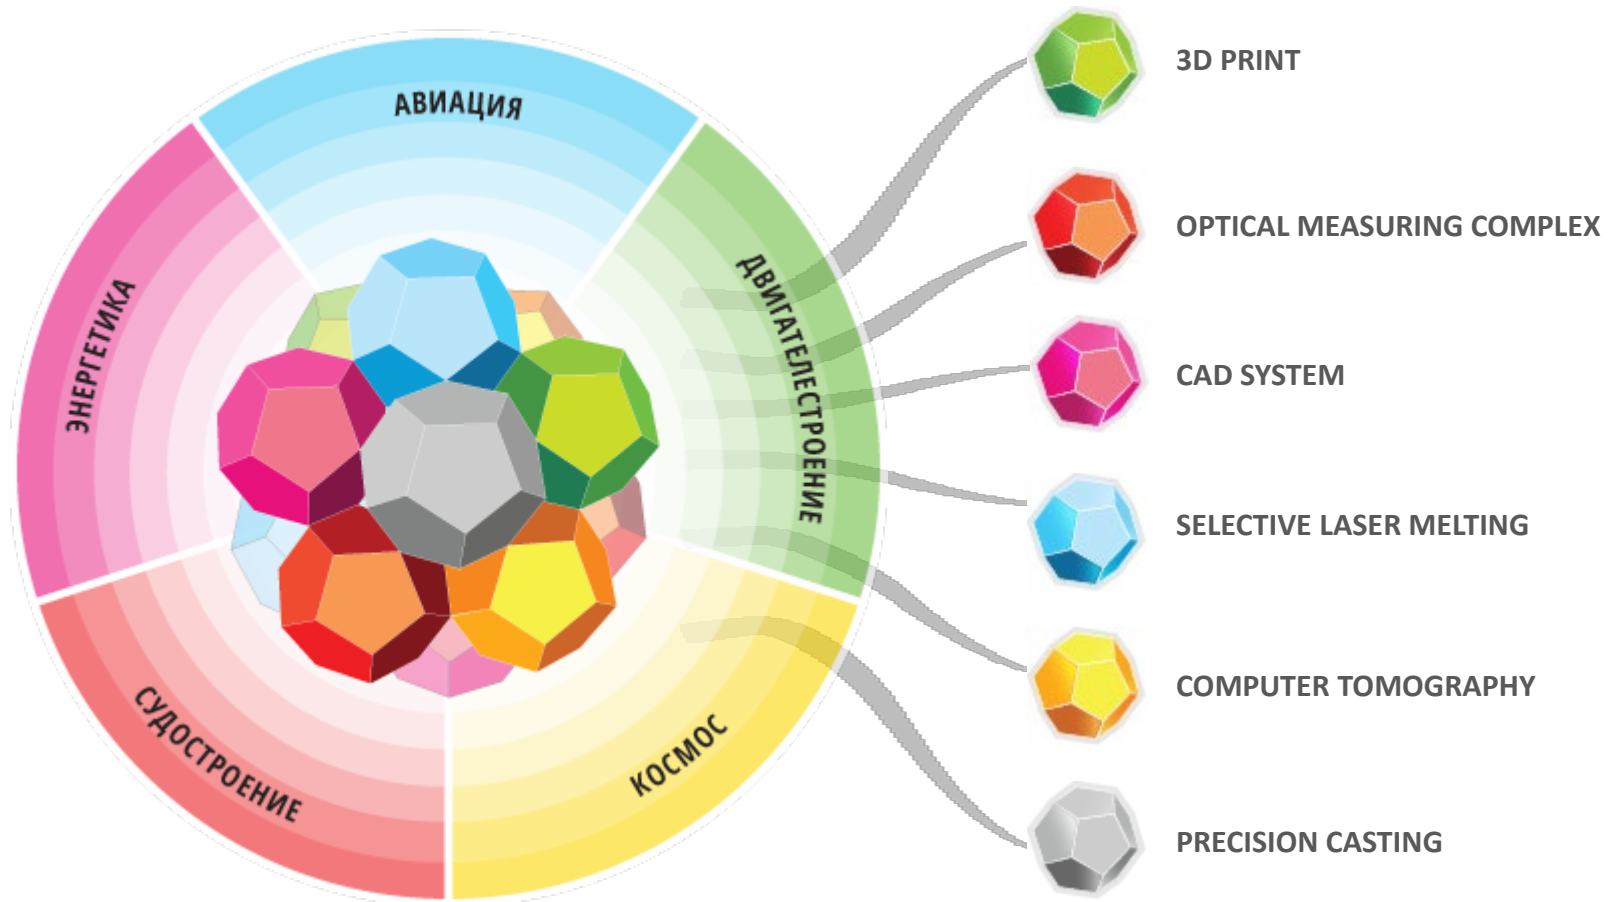 АВИАЦИЯ
ЭНЕРГЕТИКА
ДВИГАТЕЛЕСТРОЕНИЕ
СУДОСТРОЕНИЕ
КОСМОС
3D PRINT
OPTICAL MEASURING COMPLEX
CAD SYSTEM
SELECTIVE LASER MELTING
COMPUTER TOMOGRAPHY
PRECISION CASTING